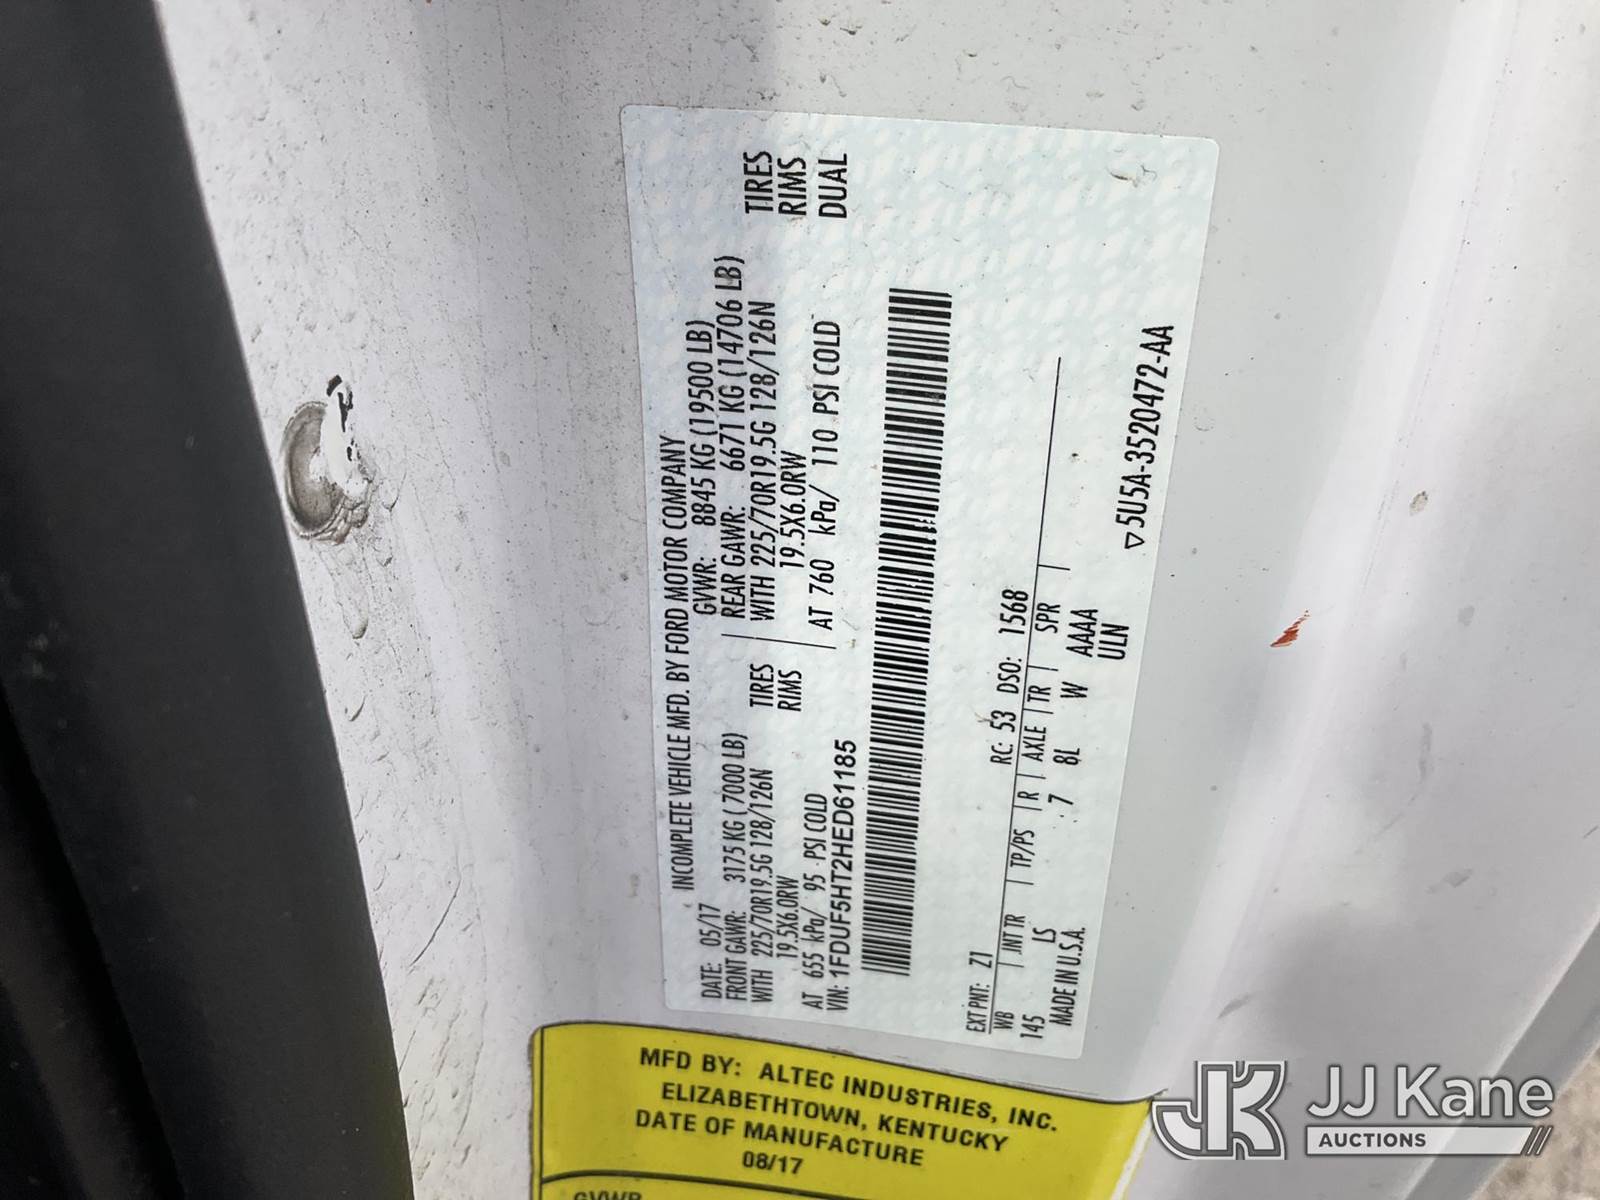 INCOMPLETE VEHICLE MFD. BY FORD MOTOR COMPANY
DATE: 05/17 GVWR: 8845 KG (19500 LB)
FRONT GAWR: 3175 KG (7000 LB) REAR GAWR: 6671 KG (14706 LB)
WITH 225/70R19.5G 128/126N TIRES WITH 225/70R19.5G 128/126N TIRES
19.5X6.0RW RIMS 19.5X6.0RW RIMS
AT 655 kPa/ 95 PSI COLD AT 760 kPa/ 110 PSI COLD DUAL
VIN: 1FDUF5HT2HED61185
EXT PNT: Z1 RC: 53 DSO: 1568
WB INT TR TP/PS R AXLE TR SPR
145 LS 7 8L W AAAA
MADE IN U.S.A. ULN
▽5U5A-3520472-AA
MFD BY: ALTEC INDUSTRIES, INC.
ELIZABETHTOWN, KENTUCKY
DATE OF MANUFACTURE
08/17
GVWR
JK JJ Kane
AUCTIONS